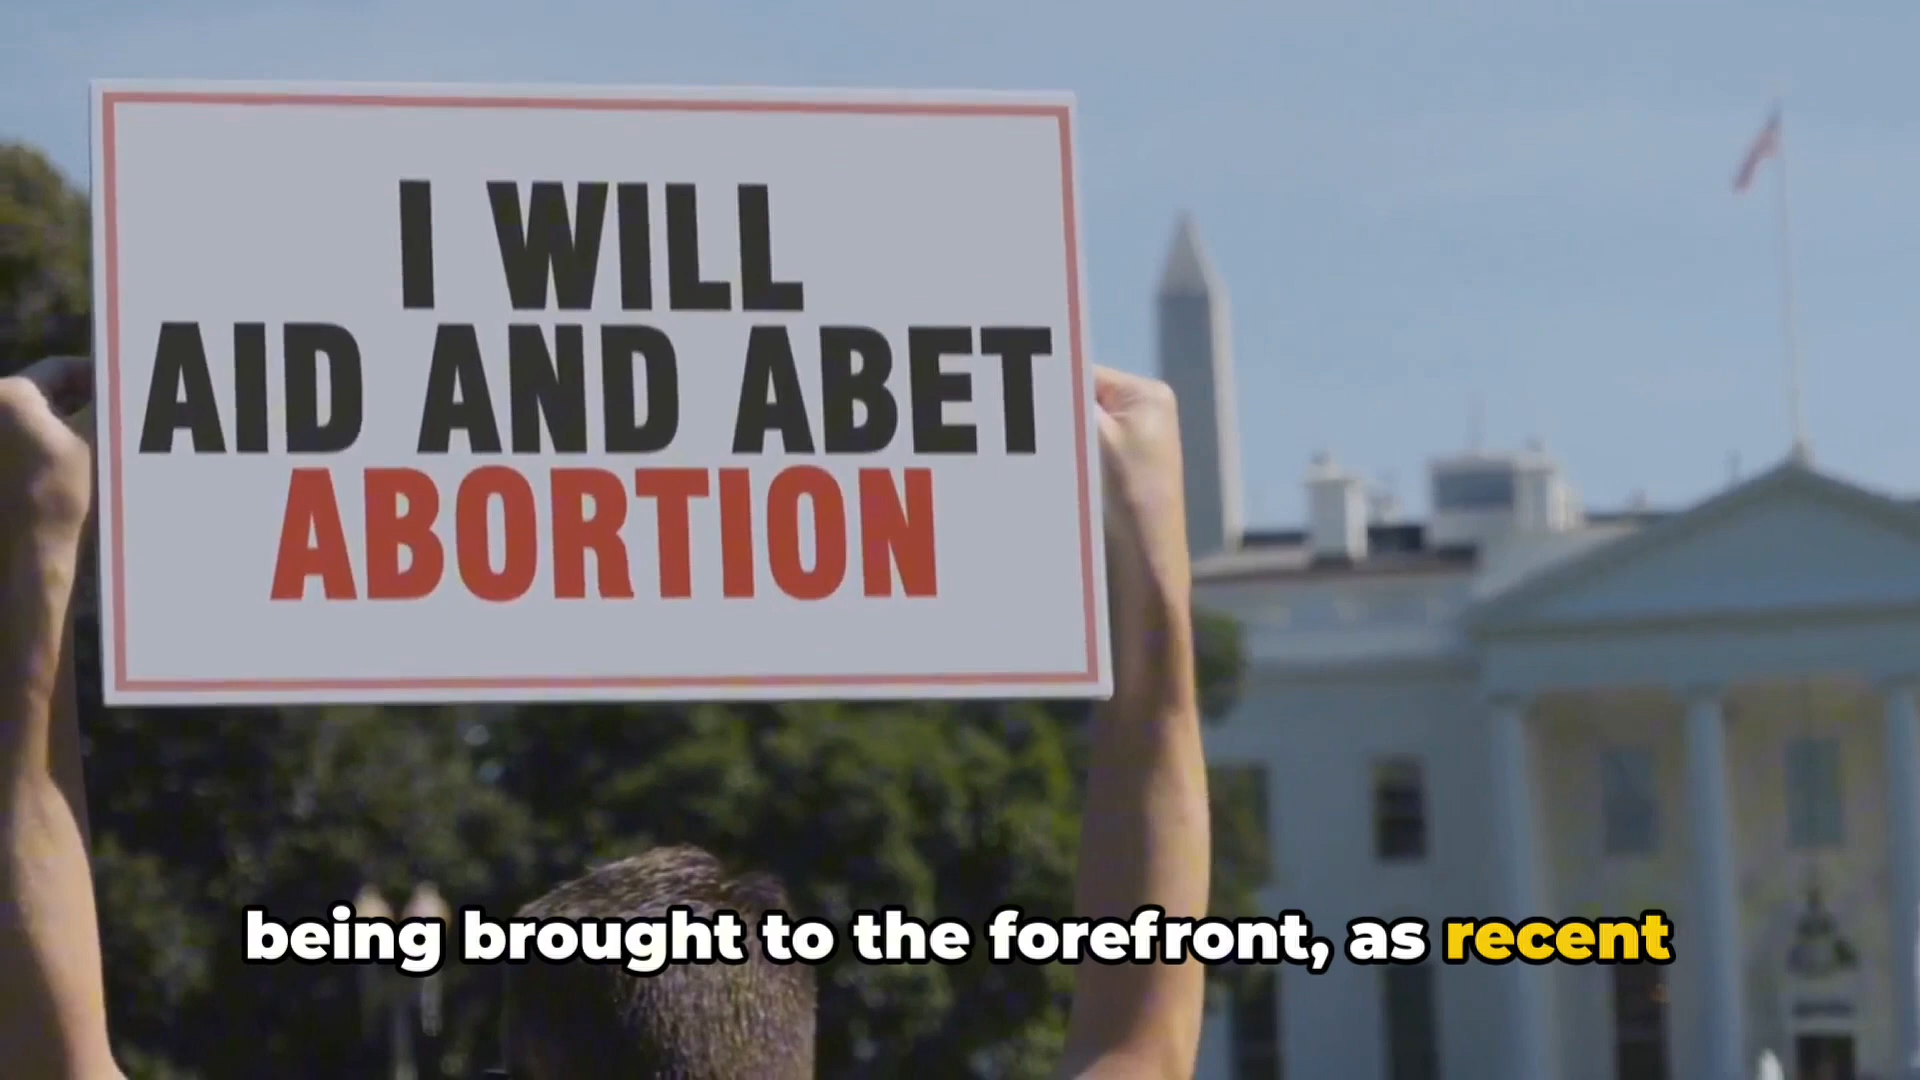 I WILL
AID AND ABET
ABORTION
being brought to the forefront, as recent